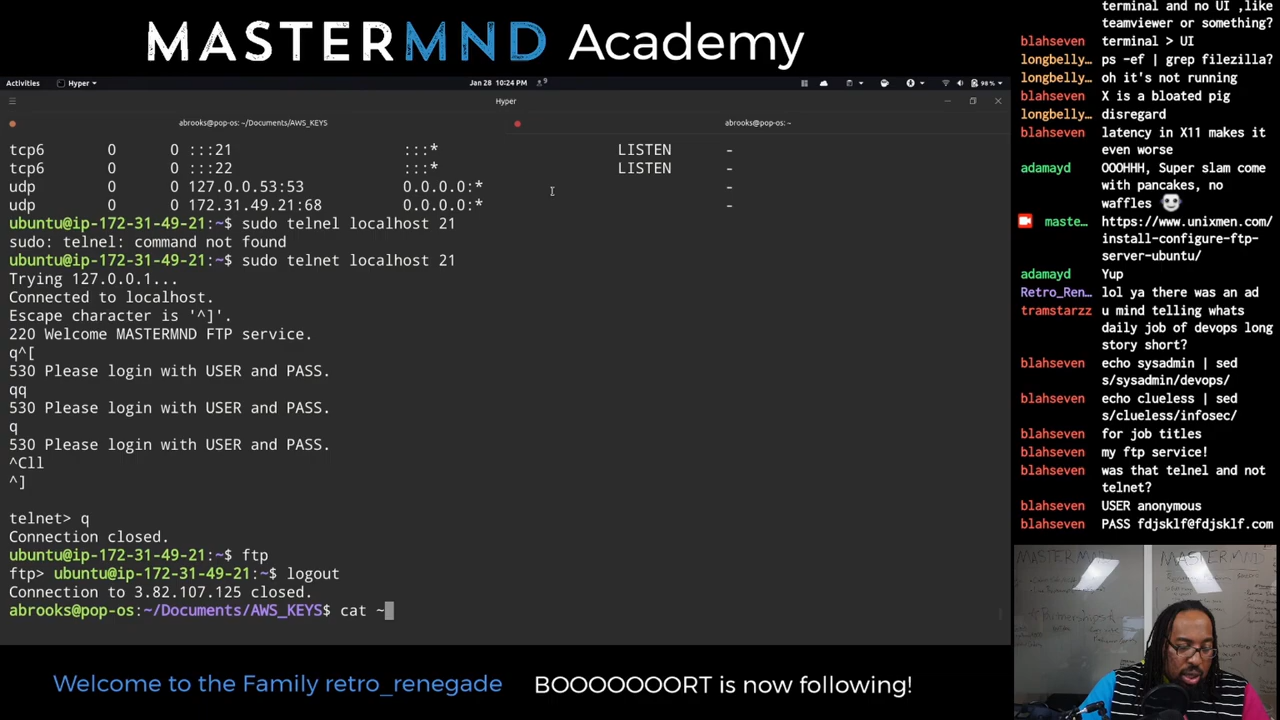 MASTERMND Academy
Activities Hyper▾ Jan 28 10:24 PM 9 98%
Hyper
abrooks@pop-os: ~/Documents/AWS_KEYS abrooks@pop-os: ~
tcp6 0 0 :::21 :::* LISTEN -
tcp6 0 0 :::22 :::* LISTEN -
udp 0 0 127.0.0.53:53 0.0.0.0:* -
udp 0 0 172.31.49.21:68 0.0.0.0:* -
ubuntu@ip-172-31-49-21:~$ sudo telnel localhost 21
sudo: telnel: command not found
ubuntu@ip-172-31-49-21:~$ sudo telnet localhost 21
Trying 127.0.0.1...
Connected to localhost.
Escape character is '^]'.
220 Welcome MASTERMND FTP service.
q^[
530 Please login with USER and PASS.
qq
530 Please login with USER and PASS.
q
530 Please login with USER and PASS.
^Cll
^]
telnet> q
Connection closed.
ubuntu@ip-172-31-49-21:~$ ftp
ftp> ubuntu@ip-172-31-49-21:~$ logout
Connection to 3.82.107.125 closed.
abrooks@pop-os:~/Documents/AWS_KEYS$ cat ~
terminal and no UI ,like
teamviewer or something?
blahseven terminal > UI
longbelly… ps -ef | grep filezilla?
longbelly… oh it's not running
blahseven X is a bloated pig
longbelly… disregard
blahseven latency in X11 makes it
even worse
adamayd OOOHHH, Super slam come
with pancakes, no
waffles
maste… https://www.unixmen.com/
install-configure-ftp-
server-ubuntu/
adamayd Yup
Retro_Ren… lol ya there was an ad
tramstarzz u mind telling whats
daily job of devops long
story short?
blahseven echo sysadmin | sed
s/sysadmin/devops/
blahseven echo clueless | sed
s/clueless/infosec/
blahseven for job titles
blahseven my ftp service!
blahseven was that telnel and not
telnet?
blahseven USER anonymous
blahseven PASS fdjsklf@fdjsklf.com
MASTERMND
Welcome to the Family retro_renegade BOOOOOOORT is now following!